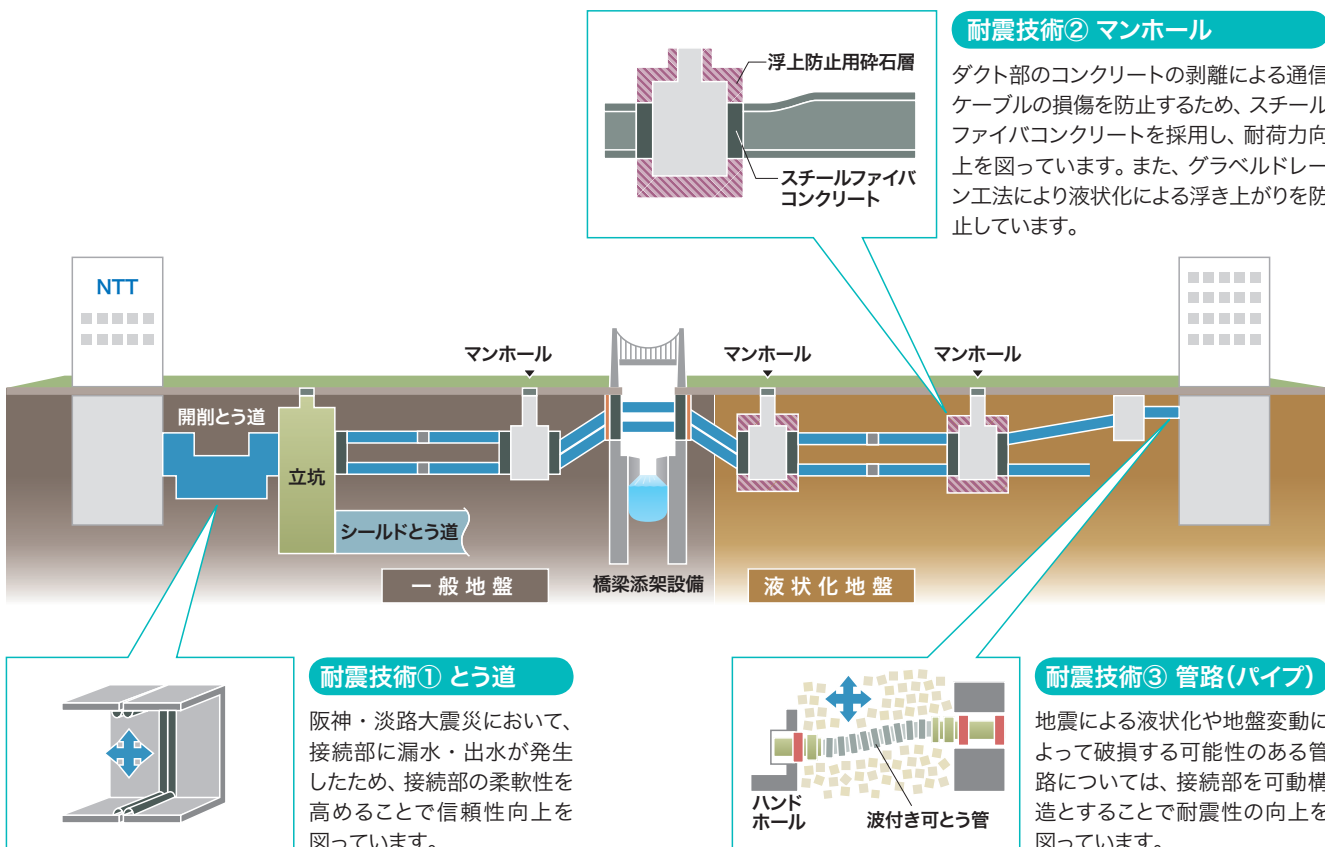 浮上防止用砕石層
スチールファイバ
コンクリート
耐震技術② マンホール
ダクト部のコンクリートの剥離による通信
ケーブルの損傷を防止するため、スチール
ファイバコンクリートを採用し、耐荷力向
上を図っています。また、グラベルドレー
ン工法により液状化による浮き上がりを防
止しています。
NTT
マンホール
マンホール
マンホール
開削とう道
立坑
シールドとう道
一般地盤
橋梁添架設備
液状化地盤
耐震技術① とう道
阪神・淡路大震災において、
接続部に漏水・出水が発生
したため、接続部の柔軟性を
高めることで信頼性向上を
図っています。
ハンド
ホール
波付き可とう管
耐震技術③ 管路(パイプ)
地震による液状化や地盤変動に
よって破損する可能性のある管
路については、接続部を可動構
造とすることで耐震性の向上を
図っています。